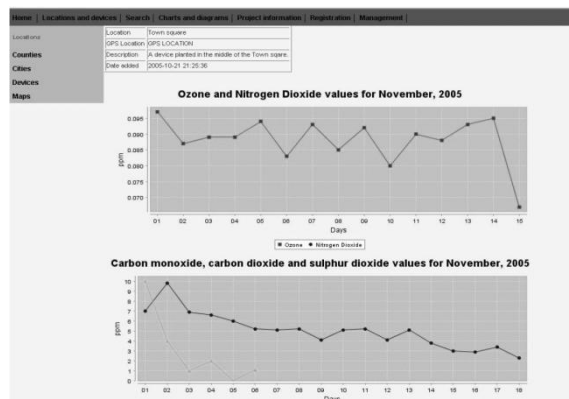 Home | Locations and devices | Search | Charts and diagrams | Project information | Registration | Management |
Locations
Counties
Cities
Devices
Maps
Location Town square
GPS Location GPS LOCATION
Description A device planted in the middle of the Town sqare.
Date added 2005-10-21 21:25:36
Ozone and Nitrogen Dioxide values for November, 2005
ppm
0.095
0.090
0.085
0.080
0.075
0.070
01 02 03 04 05 06 07 08 09 10 11 12 13 14 15
Days
Ozone Nitrogen Dioxide
Carbon monoxide, carbon dioxide and sulphur dioxide values for November, 2005
ppm
10
9
8
7
6
5
4
3
2
1
0
01 02 03 04 05 06 07 08 09 10 11 12 13 14 15 16 17 18
Days